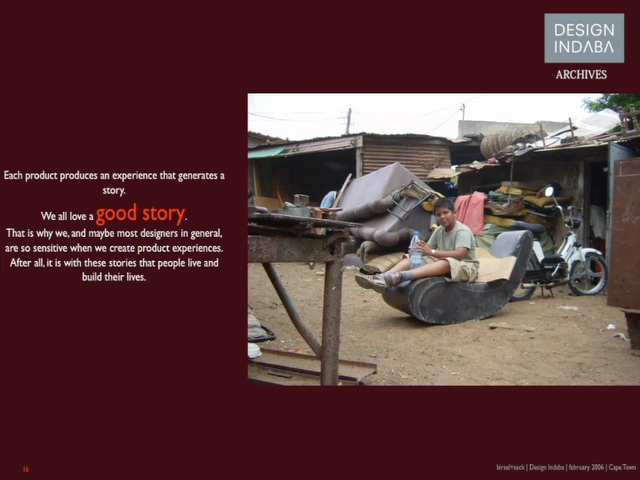 DESIGN
INDABA
ARCHIVES
Each product produces an experience that generates a
story.
We all love a good story.
That is why we, and maybe most designers in general,
are so sensitive when we create product experiences.
After all, it is with these stories that people live and
build their lives.
16
birsel+seck | Design Indaba | february 2006 | Cape Town